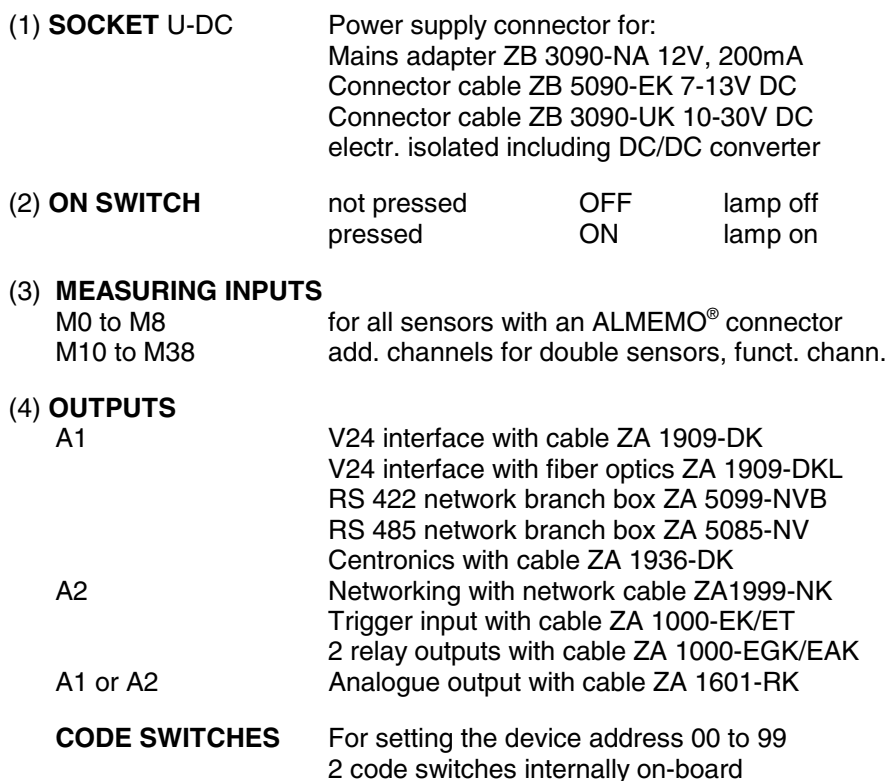 (1) SOCKET U-DC Power supply connector for:
Mains adapter ZB 3090-NA 12V, 200mA
Connector cable ZB 5090-EK 7-13V DC
Connector cable ZB 3090-UK 10-30V DC
electr. isolated including DC/DC converter
(2) ON SWITCH not pressed OFF lamp off
pressed ON lamp on
(3) MEASURING INPUTS
M0 to M8 for all sensors with an ALMEMO® connector
M10 to M38 add. channels for double sensors, funct. chann.
(4) OUTPUTS
A1 V24 interface with cable ZA 1909-DK
V24 interface with fiber optics ZA 1909-DKL
RS 422 network branch box ZA 5099-NVB
RS 485 network branch box ZA 5085-NV
Centronics with cable ZA 1936-DK
A2 Networking with network cable ZA1999-NK
Trigger input with cable ZA 1000-EK/ET
2 relay outputs with cable ZA 1000-EGK/EAK
A1 or A2 Analogue output with cable ZA 1601-RK
CODE SWITCHES For setting the device address 00 to 99
2 code switches internally on-board